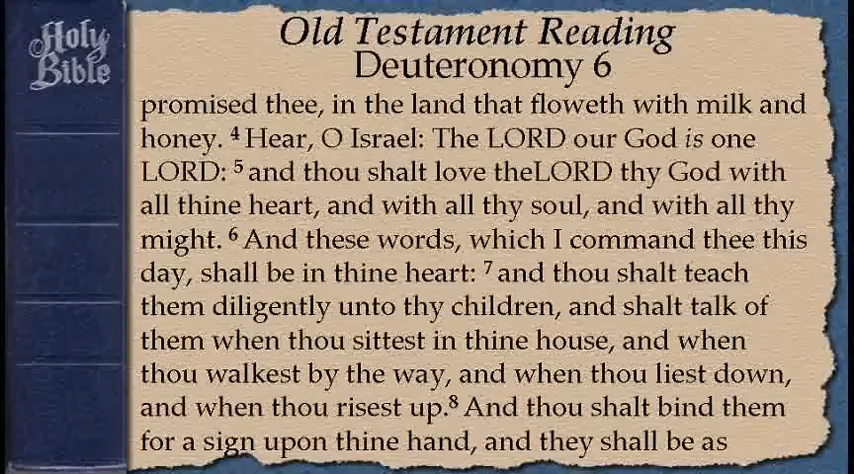 Holy
Bible
Old Testament Reading
Deuteronomy 6
promised thee, in the land that floweth with milk and
honey. ⁴ Hear, O Israel: The LORD our God is one
LORD: ⁵ and thou shalt love theLORD thy God with
all thine heart, and with all thy soul, and with all thy
might. ⁶ And these words, which I command thee this
day, shall be in thine heart: ⁷ and thou shalt teach
them diligently unto thy children, and shalt talk of
them when thou sittest in thine house, and when
thou walkest by the way, and when thou liest down,
and when thou risest up.⁸ And thou shalt bind them
for a sign upon thine hand, and they shall be as